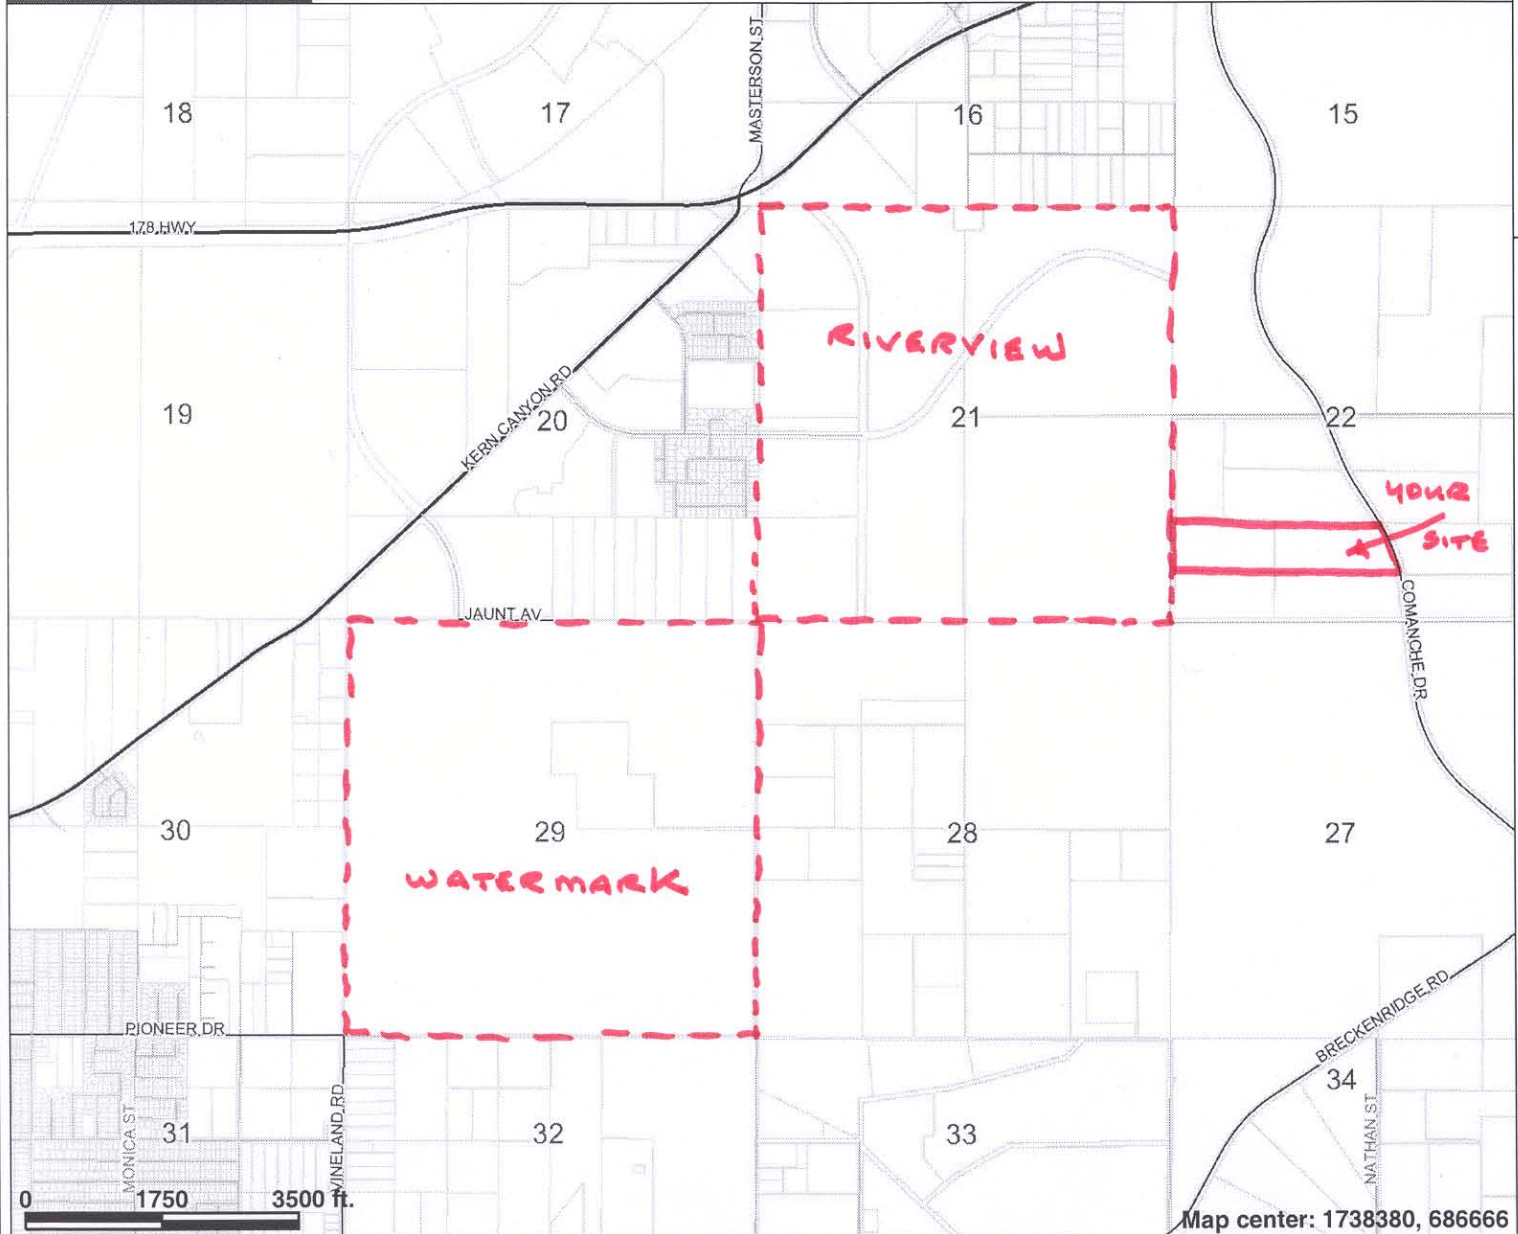 MASTERSON ST
18
17
16
15
178 HWY
RIVERVIEW
KERN CANYON RD
19
20
21
22
YOUR
SITE
JAUNT AV
COMANCHE DR
30
29
28
27
WATERMARK
PIONEER DR
BRECKENRIDGE RD
34
MONICA ST
31
VINELAND RD
32
33
NATHAN ST
0 1750 3500 ft.
Map center: 1738380, 686666